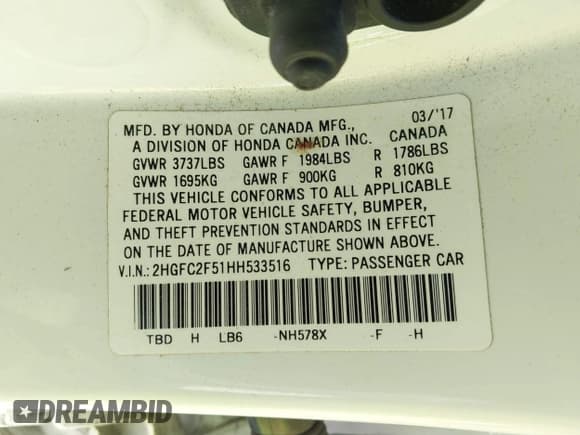 MFD. BY HONDA OF CANADA MFG., 03/'17
A DIVISION OF HONDA CANADA INC. CANADA
GVWR 3737LBS GAWR F 1984LBS R 1786LBS
GVWR 1695KG GAWR F 900KG R 810KG
THIS VEHICLE CONFORMS TO ALL APPLICABLE
FEDERAL MOTOR VEHICLE SAFETY, BUMPER,
AND THEFT PREVENTION STANDARDS IN EFFECT
ON THE DATE OF MANUFACTURE SHOWN ABOVE.
V.I.N.: 2HGFC2F51HH533516 TYPE: PASSENGER CAR
TBD H LB6 -NH578X -F -H
DREAMBID